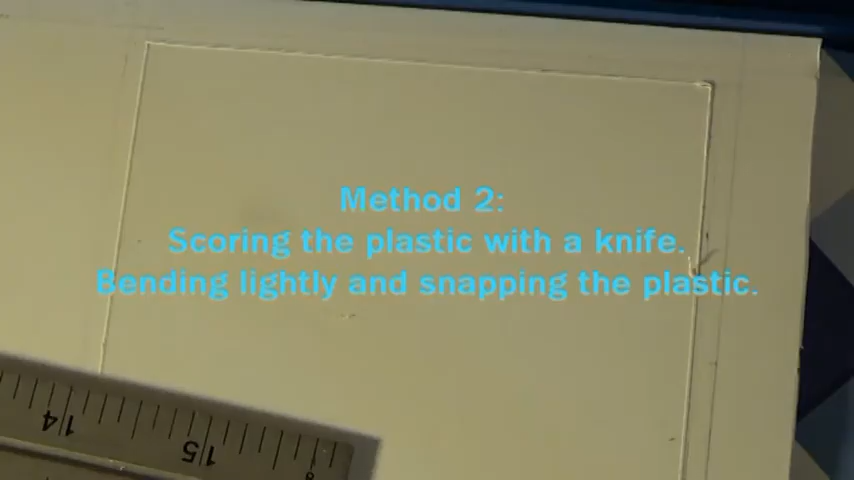 Method 2:
Scoring the plastic with a knife.
Bending lightly and snapping the plastic.
14
15